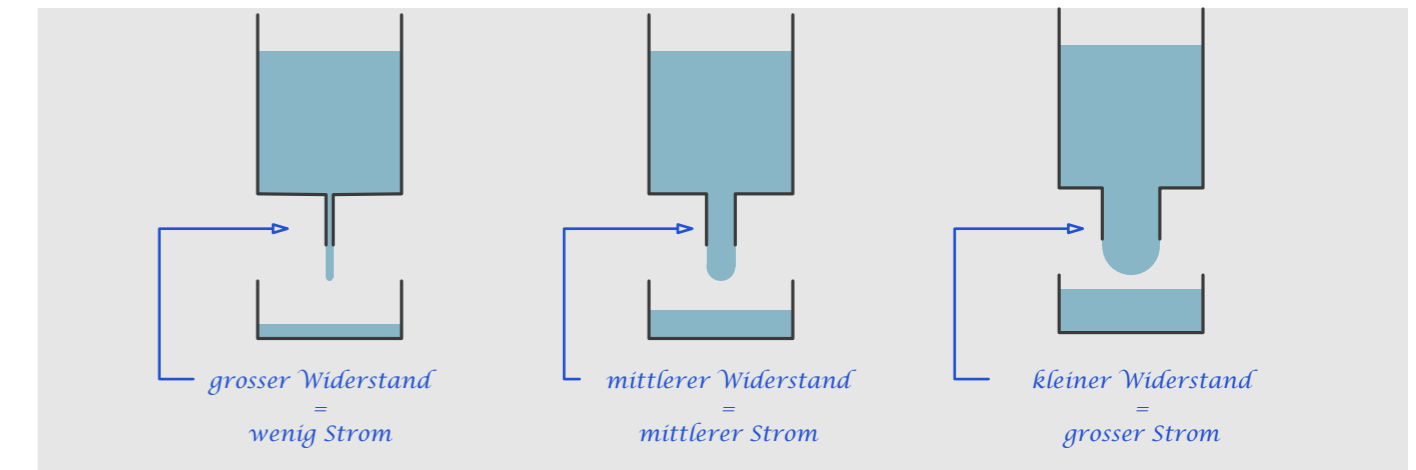 grosser Widerstand
=
wenig Strom
mittlerer Widerstand
=
mittlerer Strom
kleiner Widerstand
=
grosser Strom